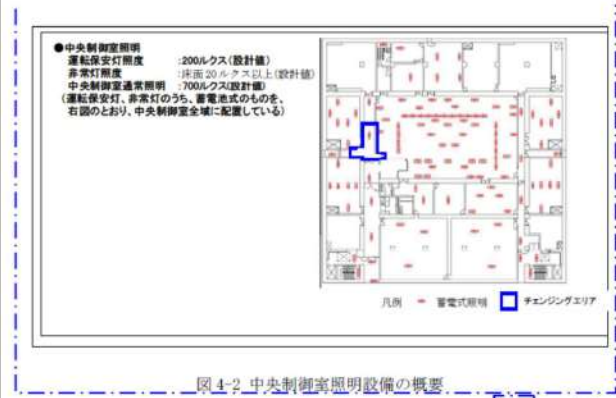 ●中央制御室照明
運転保安灯照度 :200ルクス(設計値)
非常灯照度 :床面20ルクス以上(設計値)
中央制御室通常照明 :700ルクス(設計値)
(運転保安灯、非常灯のうち、蓄電池式のものを、
右図のとおり、中央制御室全域に配置している)
凡例 蓄電式照明 チェンジングエリア
図 4-2 中央制御室照明設備の概要